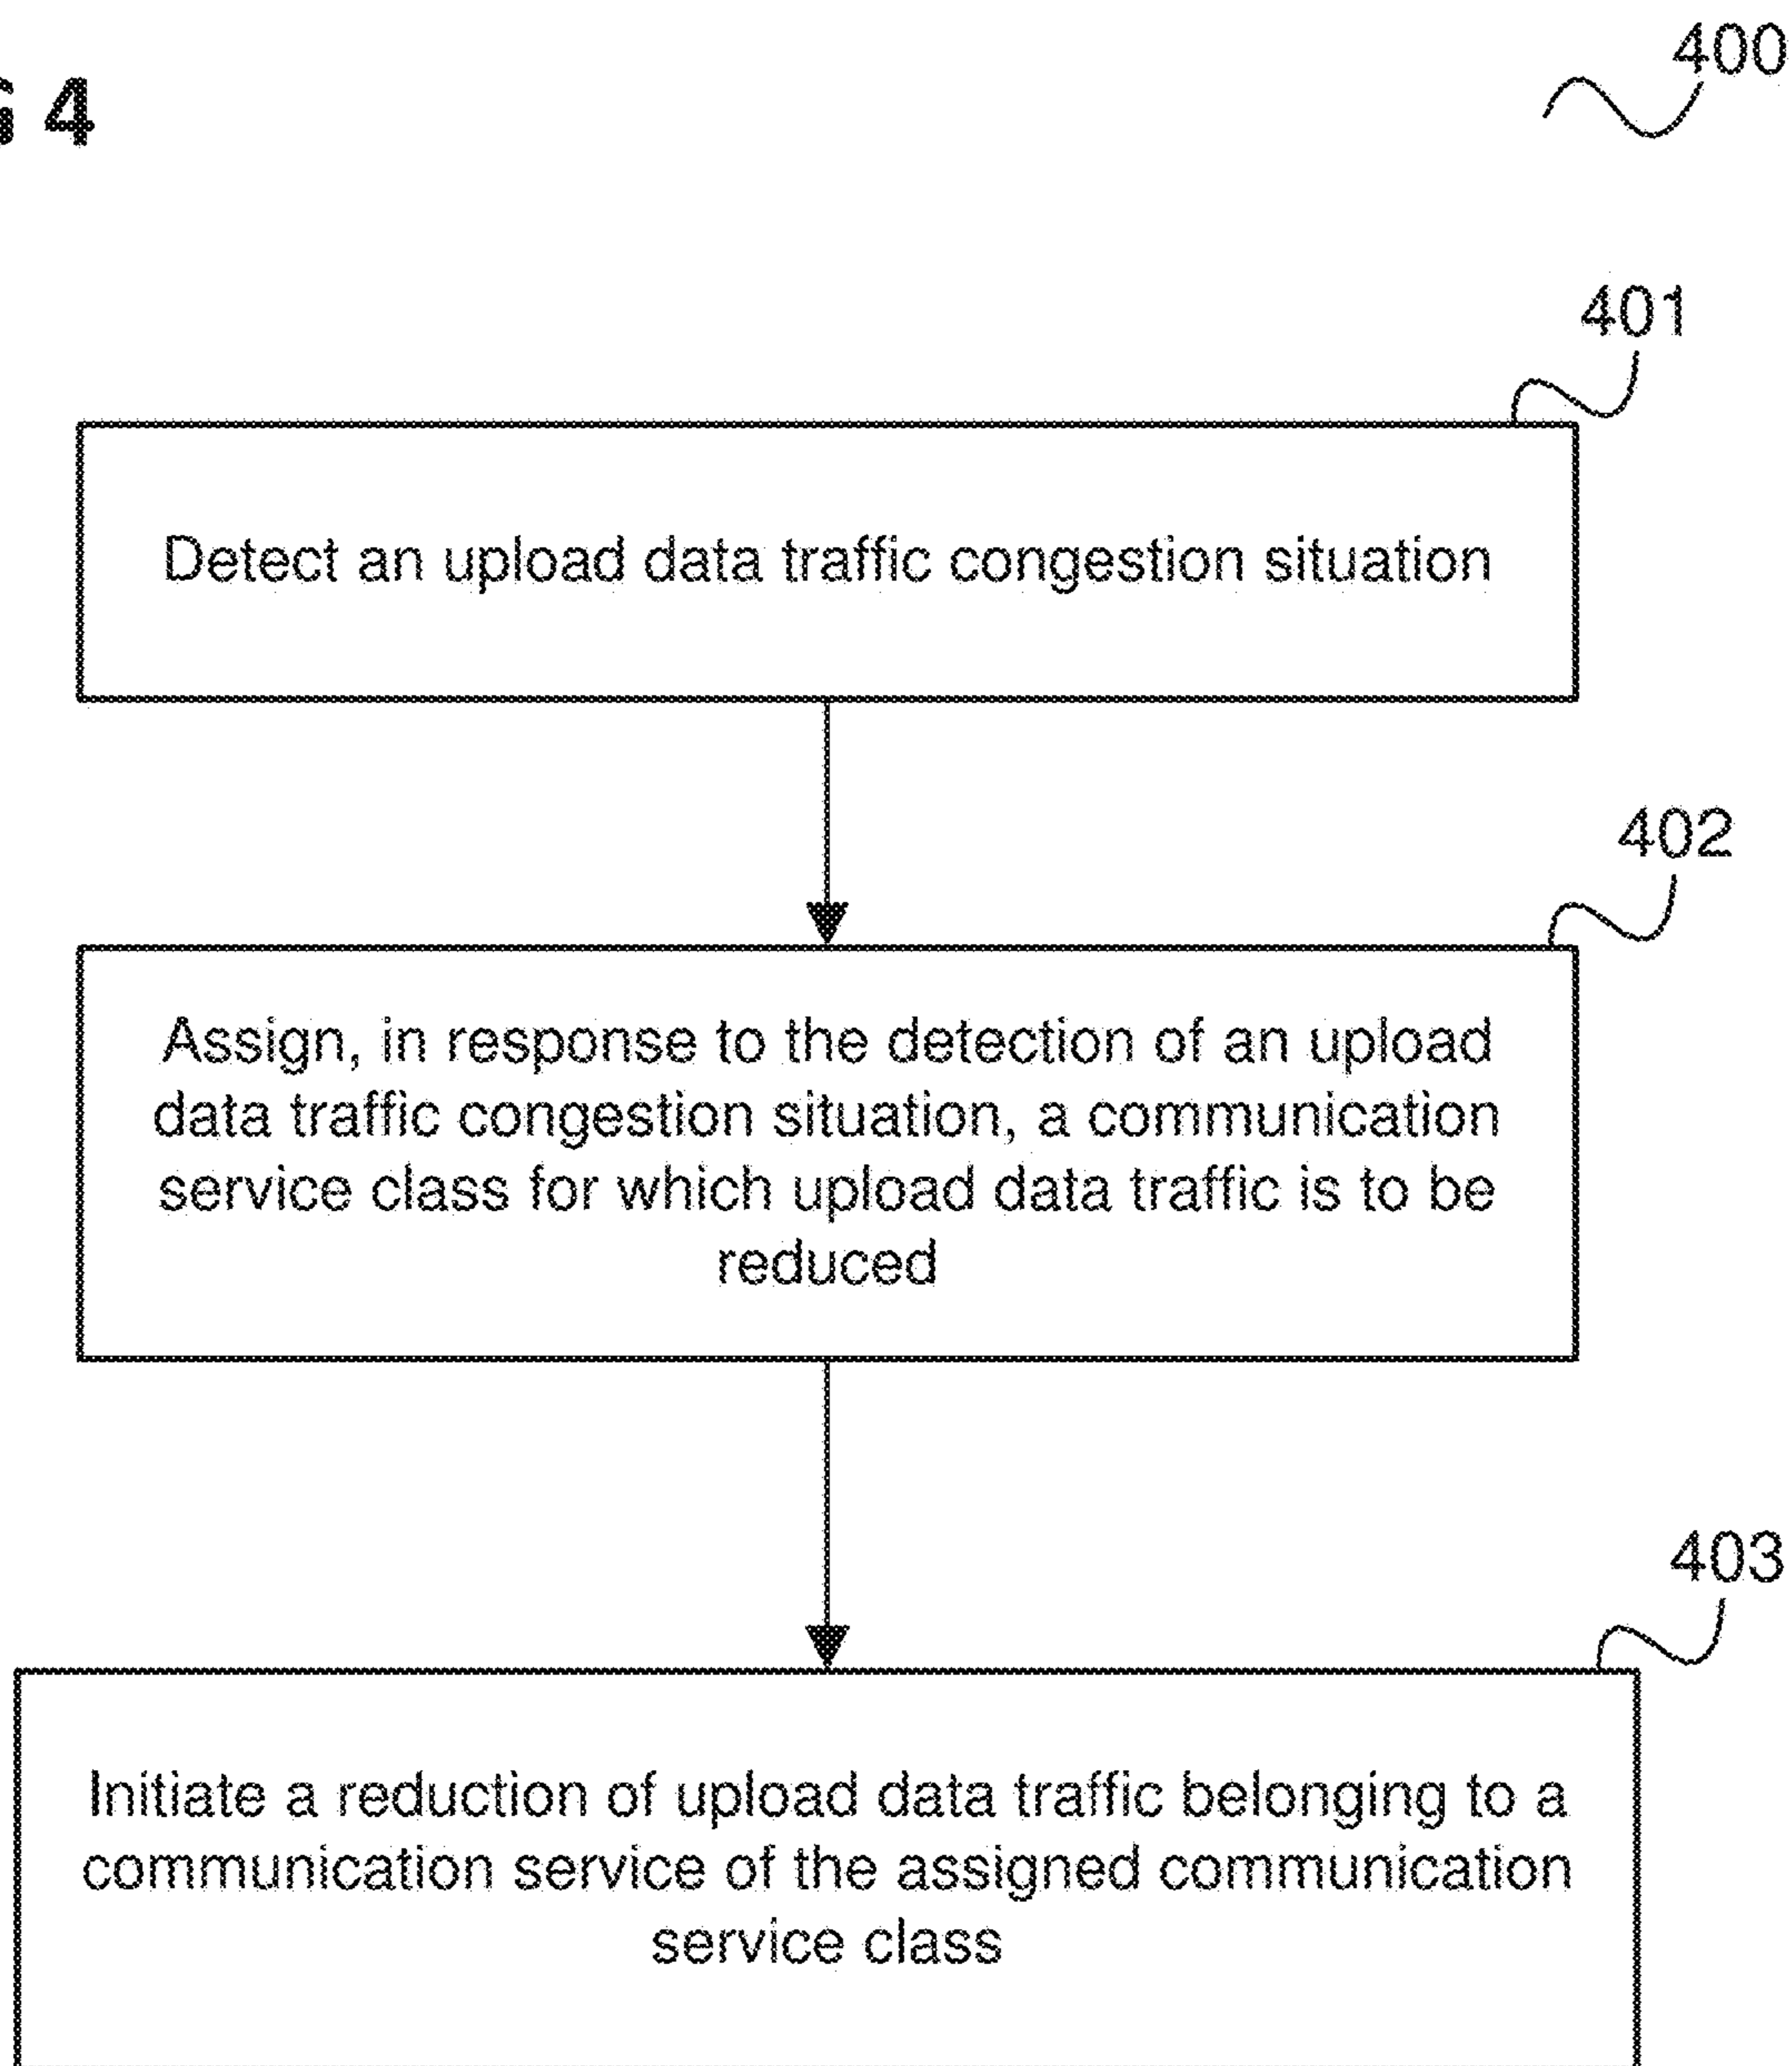 G 4
400
401
Detect an upload data traffic congestion situation
402
Assign, in response to the detection of an upload
data traffic congestion situation, a communication
service class for which upload data traffic is to be
reduced
403
Initiate a reduction of upload data traffic belonging to a
communication service of the assigned communication
service class